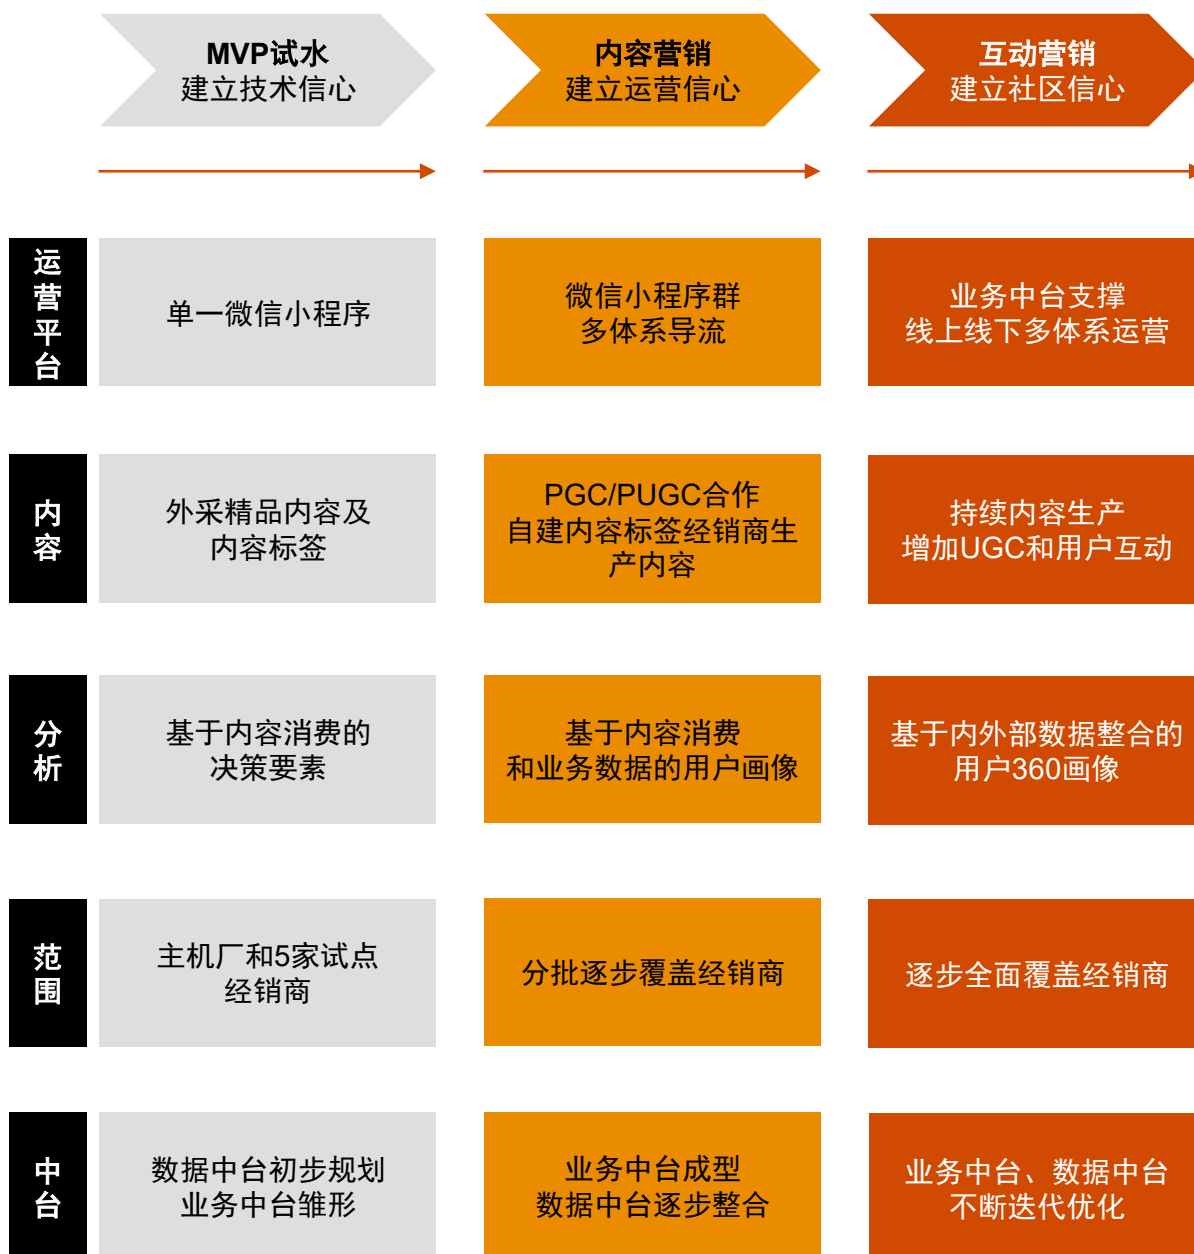 MVP试水
建立技术信心
内容营销
建立运营信心
互动营销
建立社区信心
运营平台
单一微信小程序
微信小程序群
多体系导流
业务中台支撑
线上线下多体系运营
内容
外采精品内容及
内容标签
PGC/PUGC合作
自建内容标签经销商生
产内容
持续内容生产
增加UGC和用户互动
分析
基于内容消费的
决策要素
基于内容消费
和业务数据的用户画像
基于内外部数据整合的
用户360画像
范围
主机厂和5家试点
经销商
分批逐步覆盖经销商
逐步全面覆盖经销商
中台
数据中台初步规划
业务中台雏形
业务中台成型
数据中台逐步整合
业务中台、数据中台
不断迭代优化